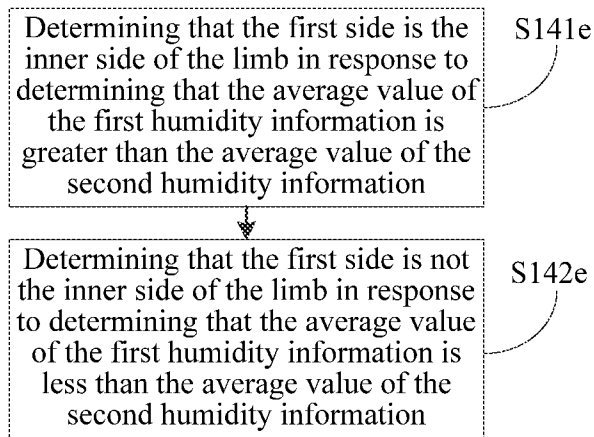 Determining that the first side is the
inner side of the limb in response to
determining that the average value of
the first humidity information is
greater than the average value of the
second humidity information
S141e
Determining that the first side is not
the inner side of the limb in response
to determining that the average value
of the first humidity information is
less than the average value of the
second humidity information
S142e